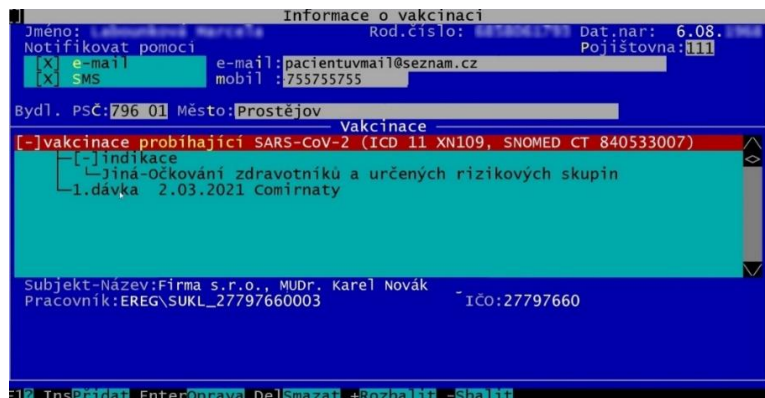 Informace o vakcinaci
Jméno: Rod.číslo: Dat.nar: 6.08.
Notifikovat pomocí Pojišťovna:111
[X] e-mail e-mail:pacientuvmail@seznam.cz
[X] SMS mobil :755755755
Bydl. PSČ:796 01 Město:Prostějov
Vakcinace
[-]vakcinace probíhající SARS-CoV-2 (ICD 11 XN109, SNOMED CT 840533007)
[-]indikace
Jiná-Očkování zdravotníků a určených rizikových skupin
1.dávka 2.03.2021 Comirnaty
Subjekt-Název:Firma s.r.o., MUDr. Karel Novák
Pracovník:EREG\SUKL_27797660003 IČO:27797660
F1? InsPřidat EnterOprava DelSmazat +Rozbalit -Sbalit